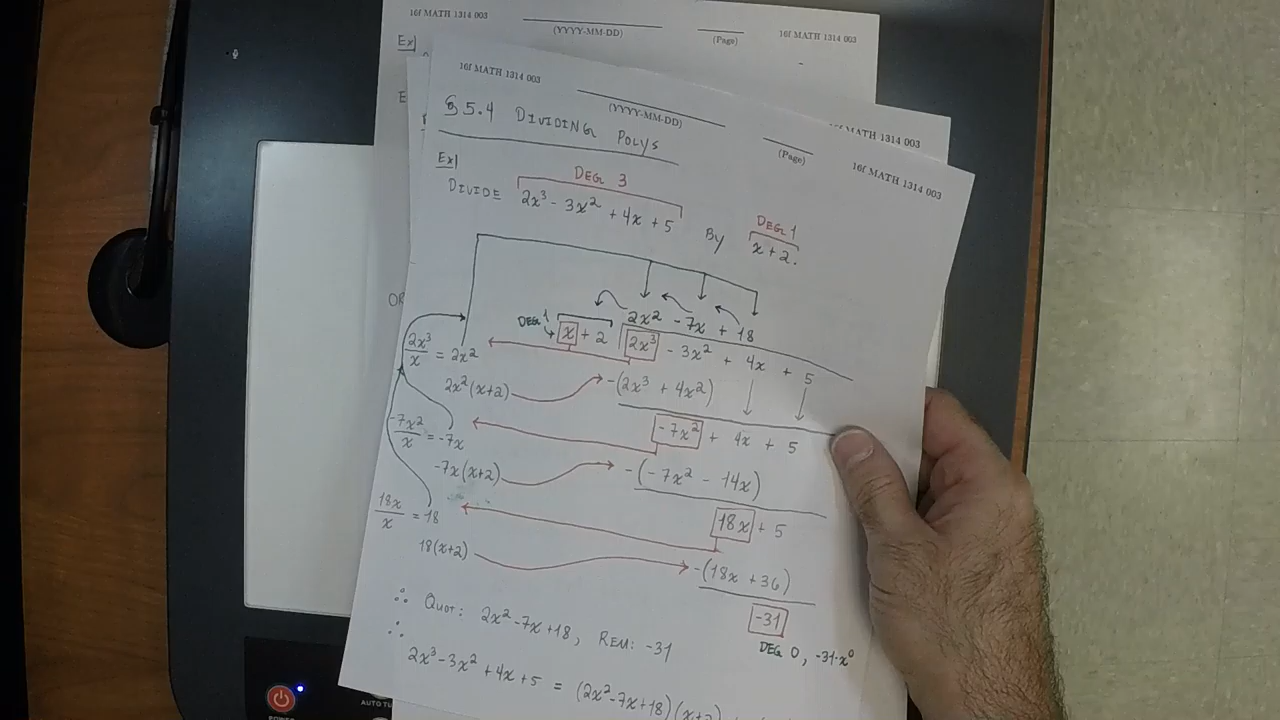 16f MATH 1314 003
(YYYY-MM-DD)
(Page)
16f MATH 1314 003
Ex)
16f MATH 1314 003
16f MATH 1314 003
(YYYY-MM-DD)
(Page)
16f MATH 1314 003
§5.4 DIVIDING POLYS
Ex)
DEG 3
DEG 1
DIVIDE 2x³ - 3x² + 4x + 5 By x + 2.
OR
2x² - 7x + 18
DEG 1
x + 2 2x³ - 3x² + 4x + 5
2x³/x = 2x²
2x²(x+2) -(2x³ + 4x²)
-7x² + 4x + 5
-7x²/x = -7x
-7x(x+2) -(-7x² - 14x)
18x + 5
18x/x = 18
18(x+2) -(18x + 36)
-31
DEG 0, -31·x⁰
∴ QUOT: 2x² - 7x + 18, REM: -31
∴ 2x³ - 3x² + 4x + 5 = (2x² - 7x + 18)(x+2)
POWER